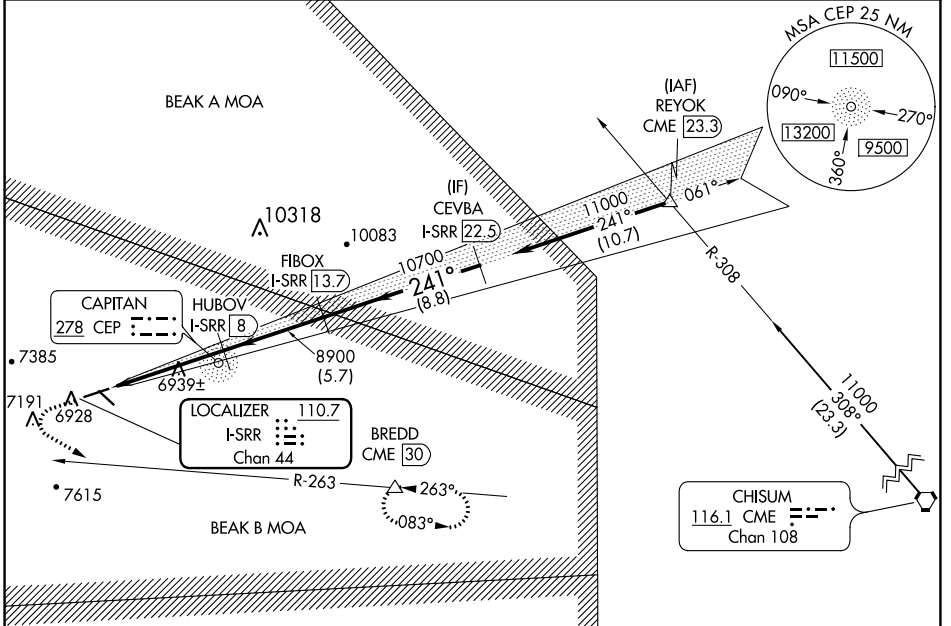 MSA CEP 25 NM
11500
090°
270°
13200
9500
360°
BEAK A MOA
(IAF)
REYOK
CME 23.3
061°
11000
241°
(10.7)
(IF)
CEVBA
I-SRR 22.5
10318
10083
10700
241°
(8.8)
FIBOX
I-SRR 13.7
R-308
CAPITAN
278 CEP
HUBOV
I-SRR 8
8900
(5.7)
7385
6939±
7191
6928
LOCALIZER 110.7
I-SRR
Chan 44
BREDD
CME 30
11000
308°
(23.3)
R-263
263°
083°
7615
BEAK B MOA
CHISUM
116.1 CME
Chan 108